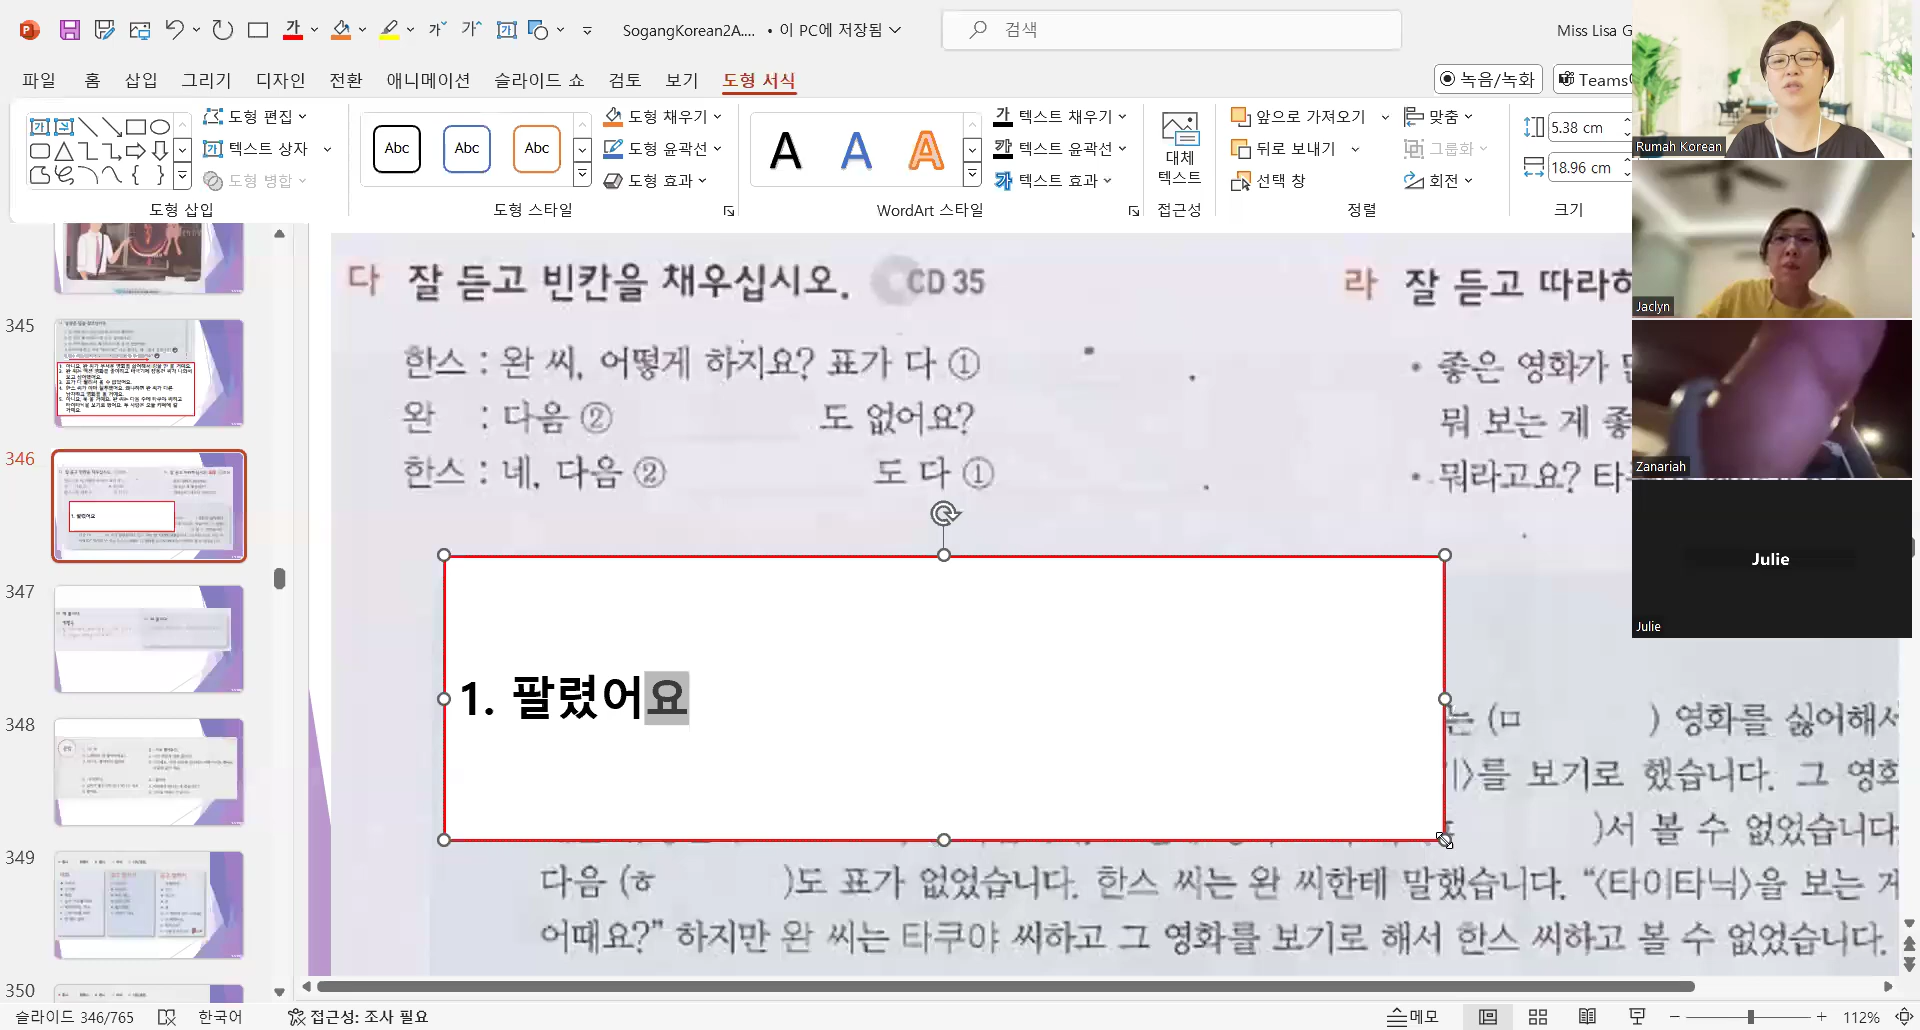 SogangKorean2A.... • 이 PC에 저장됨
검색
Miss Lisa G
파일 홈 삽입 그리기 디자인 전환 애니메이션 슬라이드 쇼 검토 보기 도형 서식
녹음/녹화
Teams
도형 편집
텍스트 상자
도형 병합
도형 삽입
Abc Abc Abc
도형 채우기
도형 윤곽선
도형 효과
도형 스타일
A A A
텍스트 채우기
텍스트 윤곽선
텍스트 효과
WordArt 스타일
대체
텍스트
접근성
앞으로 가져오기
뒤로 보내기
선택 창
맞춤
그룹화
회전
정렬
5.38 cm
18.96 cm
크기
345
346
347
348
349
350
다 잘 듣고 빈칸을 채우십시오. CD 35
한스 : 완 씨, 어떻게 하지요? 표가 다 ①
완 : 다음 ② 도 없어요?
한스 : 네, 다음 ② 도 다 ①
라 잘 듣고 따라하
• 좋은 영화가
뭐 보는 게 좋
• 뭐라고요? 타
1. 팔렸어요
는 (ㅁ ) 영화를 싫어해서
기〉를 보기로 했습니다. 그 영화
)서 볼 수 없었습니다
다음 (ㅎ )도 표가 없었습니다. 한스 씨는 완 씨한테 말했습니다. “〈타이타닉〉을 보는 게
어때요?” 하지만 완 씨는 타쿠야 씨하고 그 영화를 보기로 해서 한스 씨하고 볼 수 없었습니다.
Rumah Korean
Jaclyn
Zanariah
Julie
Julie
슬라이드 346/765
한국어
접근성: 조사 필요
메모
112%